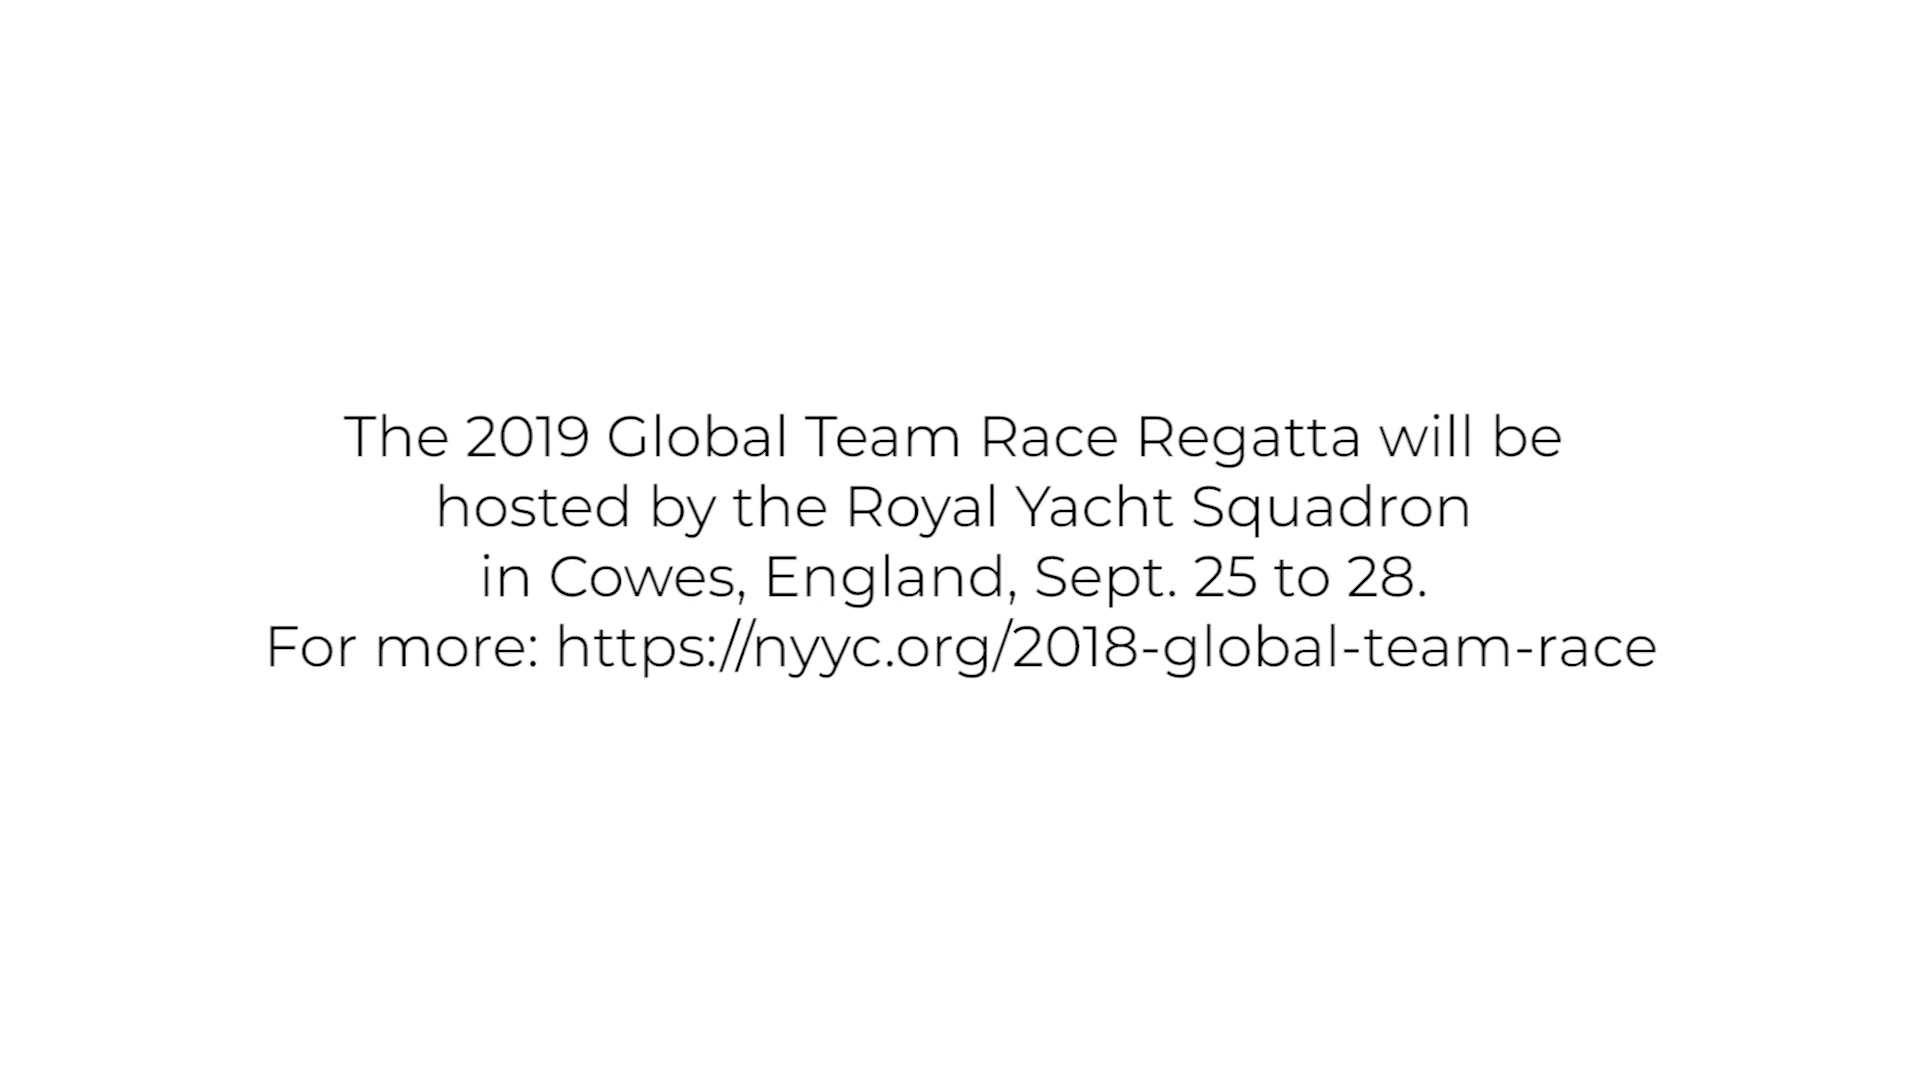 The 2019 Global Team Race Regatta will be
hosted by the Royal Yacht Squadron
in Cowes, England, Sept. 25 to 28.
For more: https://nyyc.org/2018-global-team-race